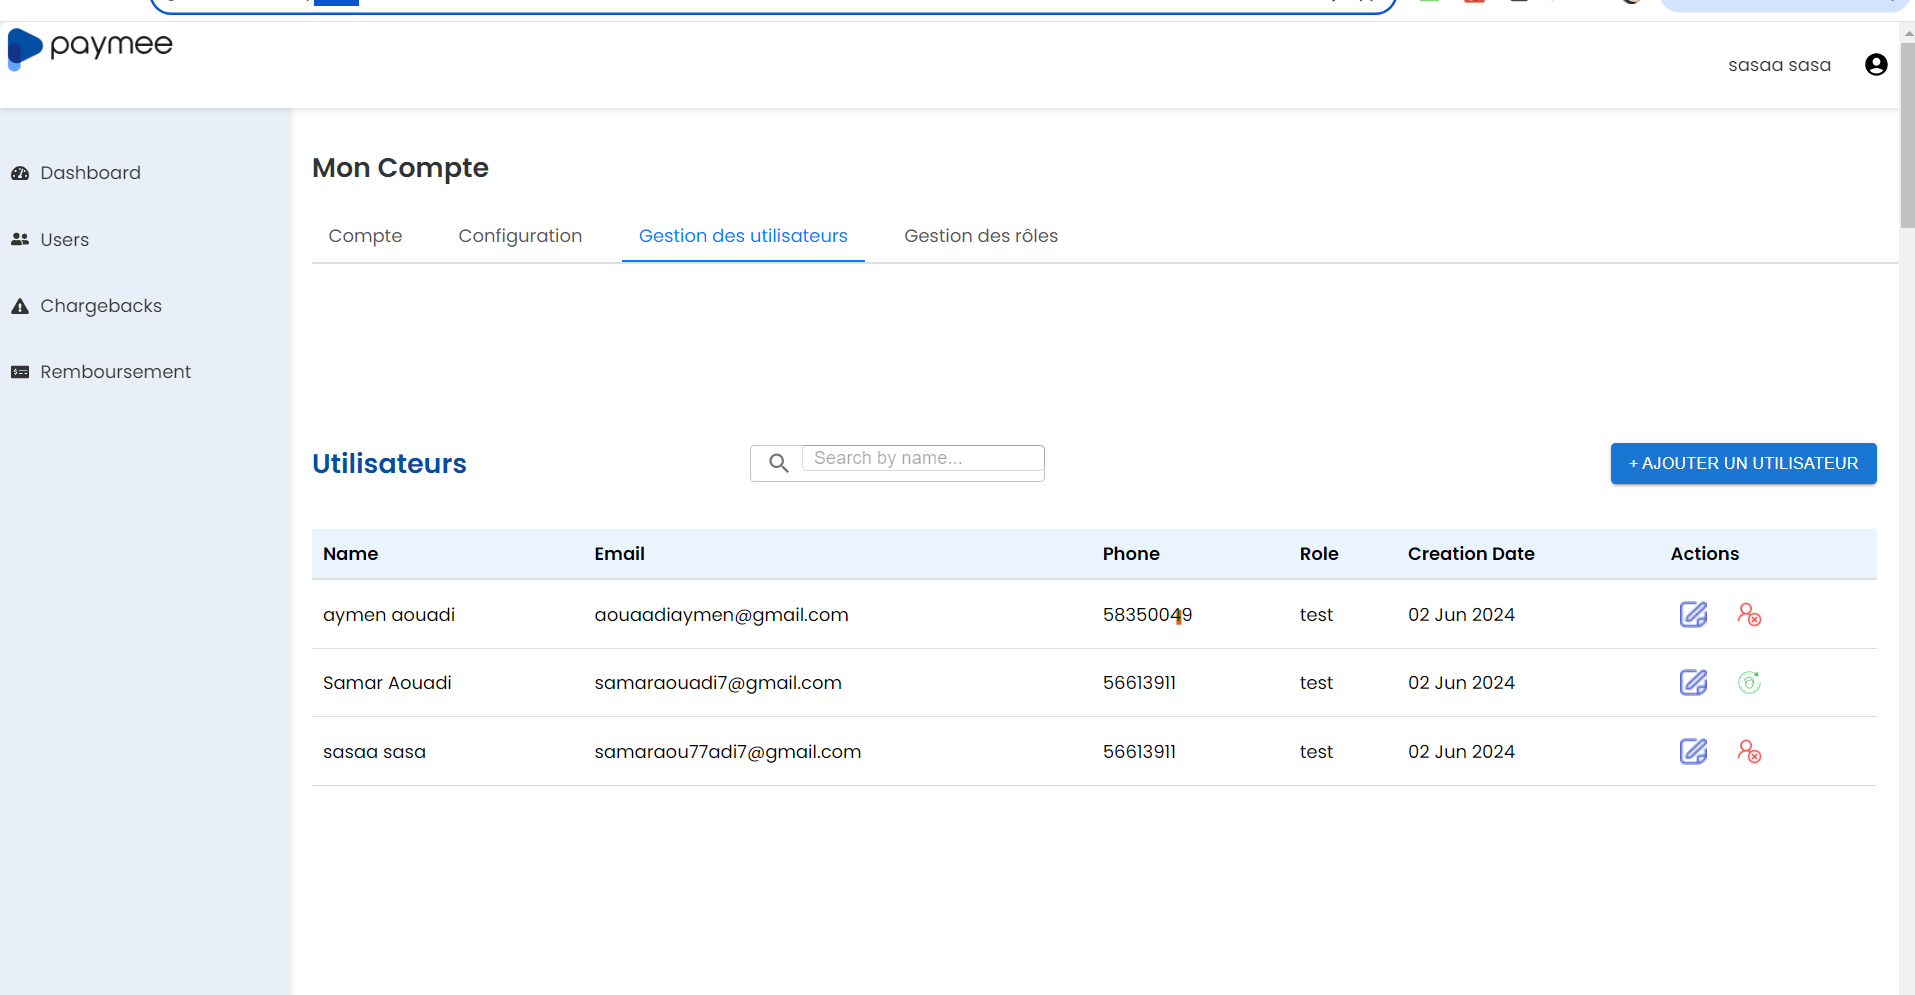 paymee
sasaa sasa
Dashboard
Users
Chargebacks
Remboursement
Mon Compte
Compte Configuration Gestion des utilisateurs Gestion des rôles
Utilisateurs
Search by name...
+ AJOUTER UN UTILISATEUR
Name Email Phone Role Creation Date Actions
aymen aouadi aouaadiaymen@gmail.com 58350049 test 02 Jun 2024
Samar Aouadi samaraouadi7@gmail.com 56613911 test 02 Jun 2024
sasaa sasa samaraou77adi7@gmail.com 56613911 test 02 Jun 2024